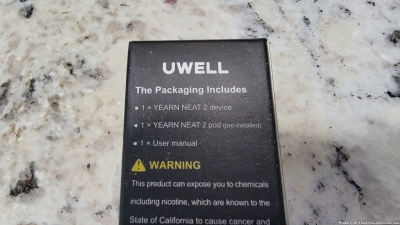 UWELL
The Packaging Includes
● 1 × YEARN NEAT 2 device
● 1 × YEARN NEAT 2 pod (pre-installed)
● 1 × User manual
WARNING
This product can expose you to chemicals
including nicotine, which are known to the
State of California to cause cancer and